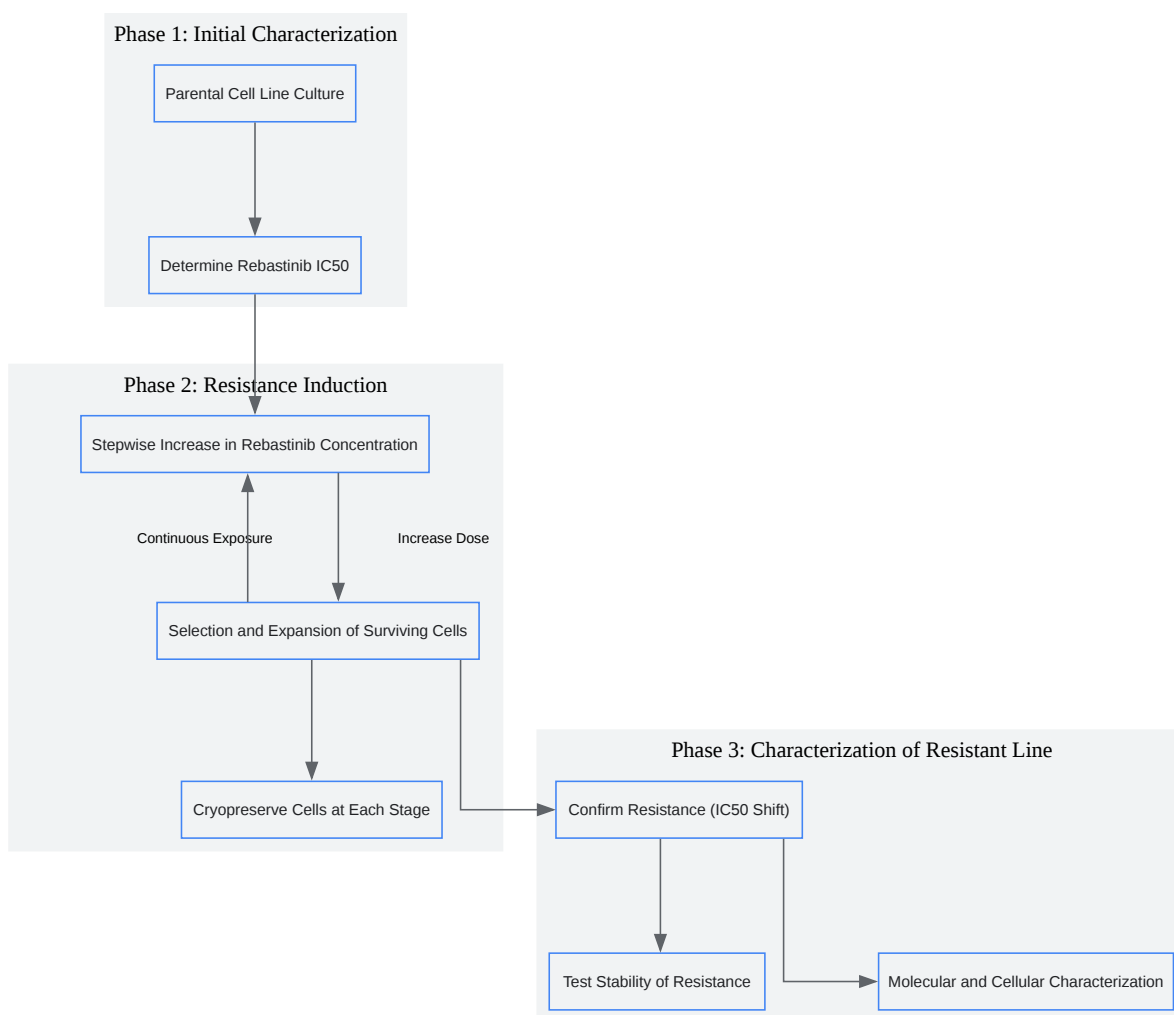 Phase 1: Initial Characterization
Parental Cell Line Culture
Determine Rebastinib IC50
Phase 2: Resistance Induction
Stepwise Increase in Rebastinib Concentration
Continuous Exposure
Increase Dose
Selection and Expansion of Surviving Cells
Cryopreserve Cells at Each Stage
Phase 3: Characterization of Resistant Line
Confirm Resistance (IC50 Shift)
Test Stability of Resistance
Molecular and Cellular Characterization